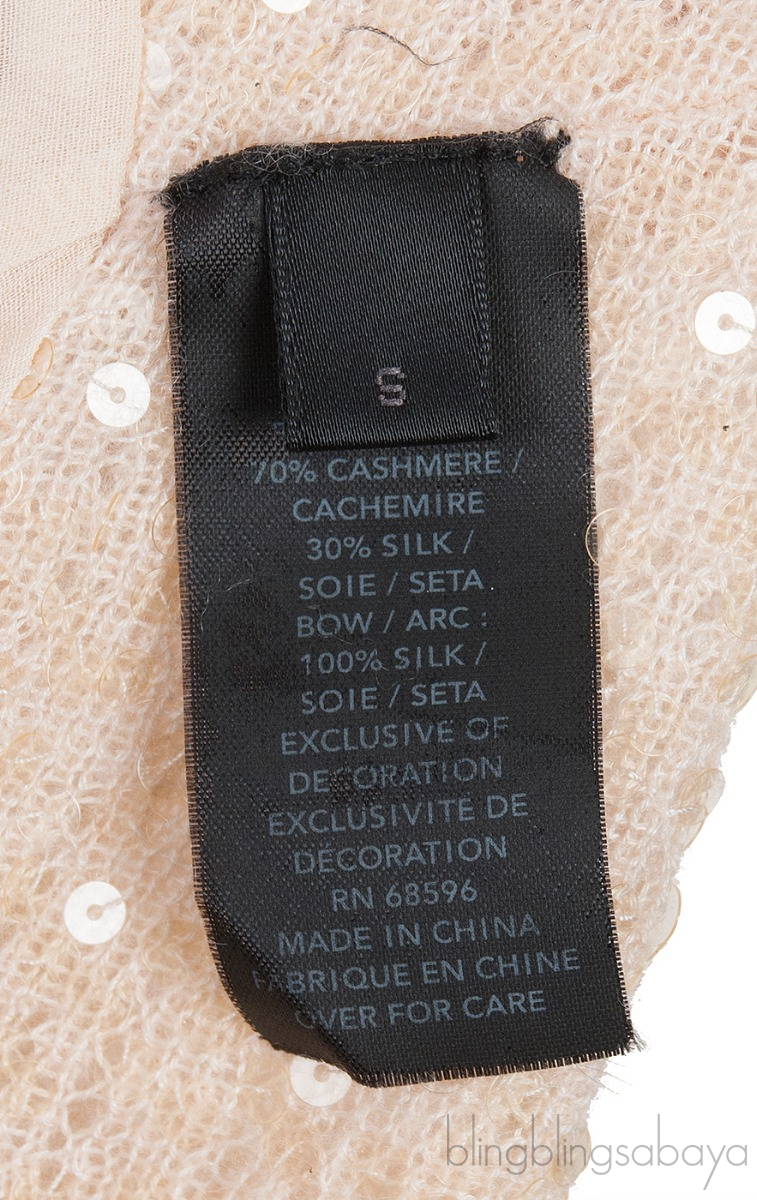 S
70% CASHMERE /
CACHEMIRE
30% SILK /
SOIE / SETA
BOW / ARC :
100% SILK /
SOIE / SETA
EXCLUSIVE OF
DECORATION
EXCLUSIVITE DE
DÉCORATION
RN 68596
MADE IN CHINA
FABRIQUE EN CHINE
OVER FOR CARE
blingblingsabaya